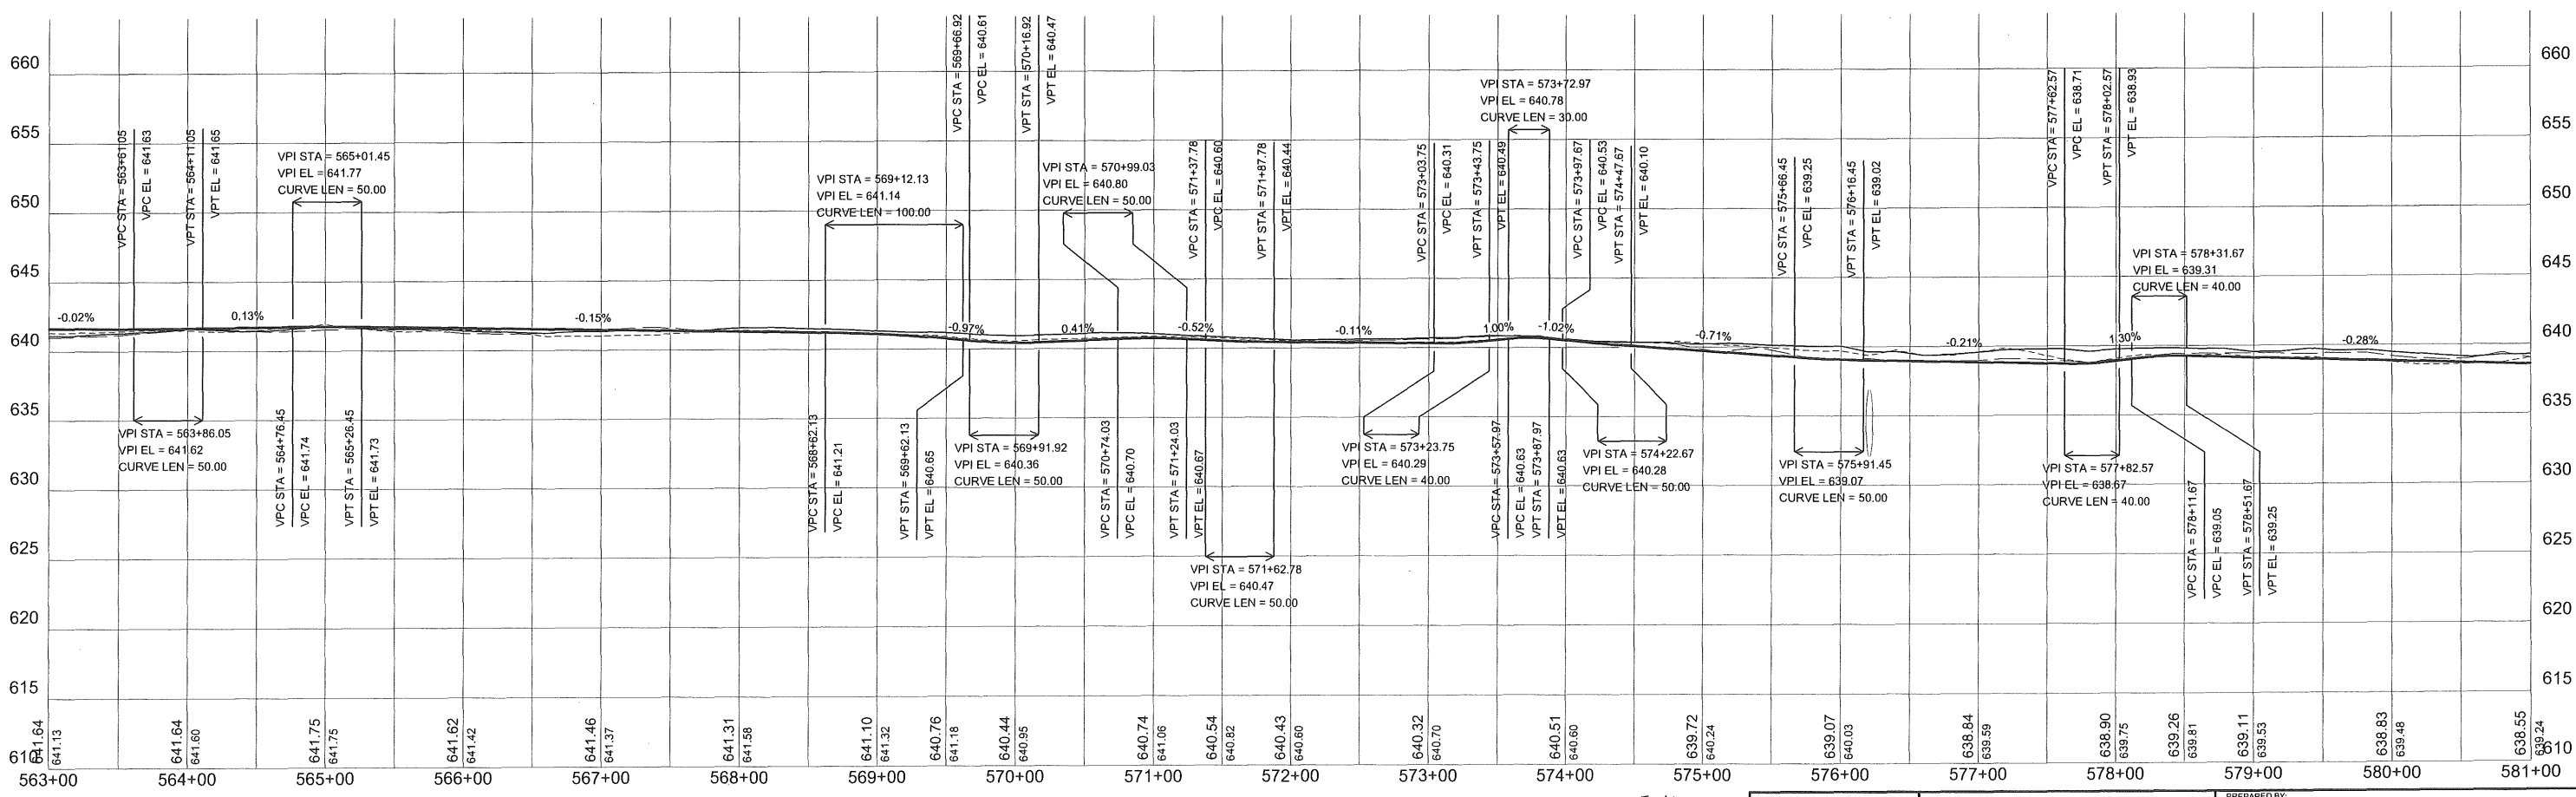 660
655
650
645
640
635
630
625
620
615
610
VPC STA = 563+61.05
VPC EL = 641.63
VPT STA = 564+11.05
VPT EL = 641.65
VPI STA = 565+01.45
VPI EL = 641.77
CURVE LEN = 50.00
VPI STA = 569+12.13
VPI EL = 641.14
CURVE LEN = 100.00
VPC STA = 569+66.92
VPC EL = 640.61
VPT STA = 570+16.92
VPT EL = 640.47
VPI STA = 570+99.03
VPI EL = 640.80
CURVE LEN = 50.00
VPC STA = 571+37.78
VPC EL = 640.60
VPT STA = 571+87.78
VPT EL = 640.44
VPC STA = 573+03.75
VPC EL = 640.31
VPT STA = 573+43.75
VPT EL = 640.49
VPI STA = 573+72.97
VPI EL = 640.78
CURVE LEN = 30.00
VPC STA = 573+97.67
VPC EL = 640.53
VPT STA = 574+47.67
VPT EL = 640.10
VPC STA = 575+66.45
VPC EL = 639.25
VPT STA = 576+16.45
VPT EL = 639.02
VPC STA = 577+62.57
VPC EL = 638.71
VPT STA = 578+02.57
VPT EL = 638.93
VPI STA = 578+31.67
VPI EL = 639.31
CURVE LEN = 40.00
-0.02%
0.13%
-0.15%
-0.97%
0.41%
-0.52%
-0.11%
1.00%
-1.02%
-0.71%
-0.21%
1.30%
-0.28%
VPI STA = 563+86.05
VPI EL = 641.62
CURVE LEN = 50.00
VPC STA = 564+76.45
VPC EL = 641.74
VPT STA = 565+26.45
VPT EL = 641.73
VPC STA = 568+62.13
VPC EL = 641.21
VPT STA = 569+62.13
VPT EL = 640.65
VPI STA = 569+91.92
VPI EL = 640.36
CURVE LEN = 50.00
VPC STA = 570+74.03
VPC EL = 640.70
VPT STA = 571+24.03
VPT EL = 640.67
VPI STA = 571+62.78
VPI EL = 640.47
CURVE LEN = 50.00
VPI STA = 573+23.75
VPI EL = 640.29
CURVE LEN = 40.00
VPC STA = 573+57.97
VPC EL = 640.63
VPT STA = 573+87.97
VPT EL = 640.63
VPI STA = 574+22.67
VPI EL = 640.28
CURVE LEN = 50.00
VPI STA = 575+91.45
VPI EL = 639.07
CURVE LEN = 50.00
VPI STA = 577+82.57
VPI EL = 638.67
CURVE LEN = 40.00
VPC STA = 578+11.67
VPC EL = 639.05
VPT STA = 578+51.67
VPT EL = 639.25
660
655
650
645
640
635
630
625
620
615
610
641.64
641.13
641.64
641.60
641.75
641.75
641.62
641.42
641.46
641.37
641.31
641.58
641.10
641.32
640.76
641.18
640.44
640.95
640.74
641.06
640.54
640.82
640.43
640.60
640.32
640.70
640.51
640.60
639.72
640.24
639.07
640.03
638.84
639.59
638.90
639.75
639.26
639.81
639.11
639.53
638.83
639.48
638.55
639.24
563+00 564+00 565+00 566+00 567+00 568+00 569+00 570+00 571+00 572+00 573+00 574+00 575+00 576+00 577+00 578+00 579+00 580+00 581+00
PREPARED BY: